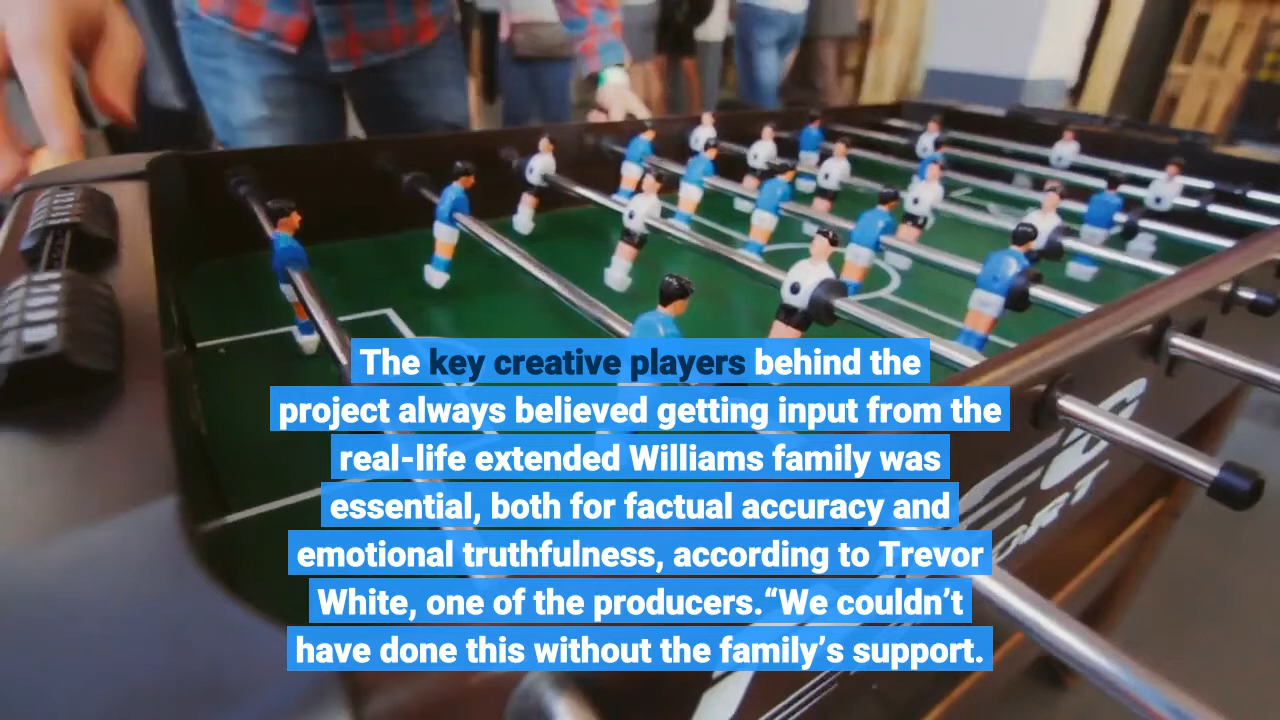 The key creative players behind the
project always believed getting input from the
real-life extended Williams family was
essential, both for factual accuracy and
emotional truthfulness, according to Trevor
White, one of the producers.“We couldn’t
have done this without the family’s support.